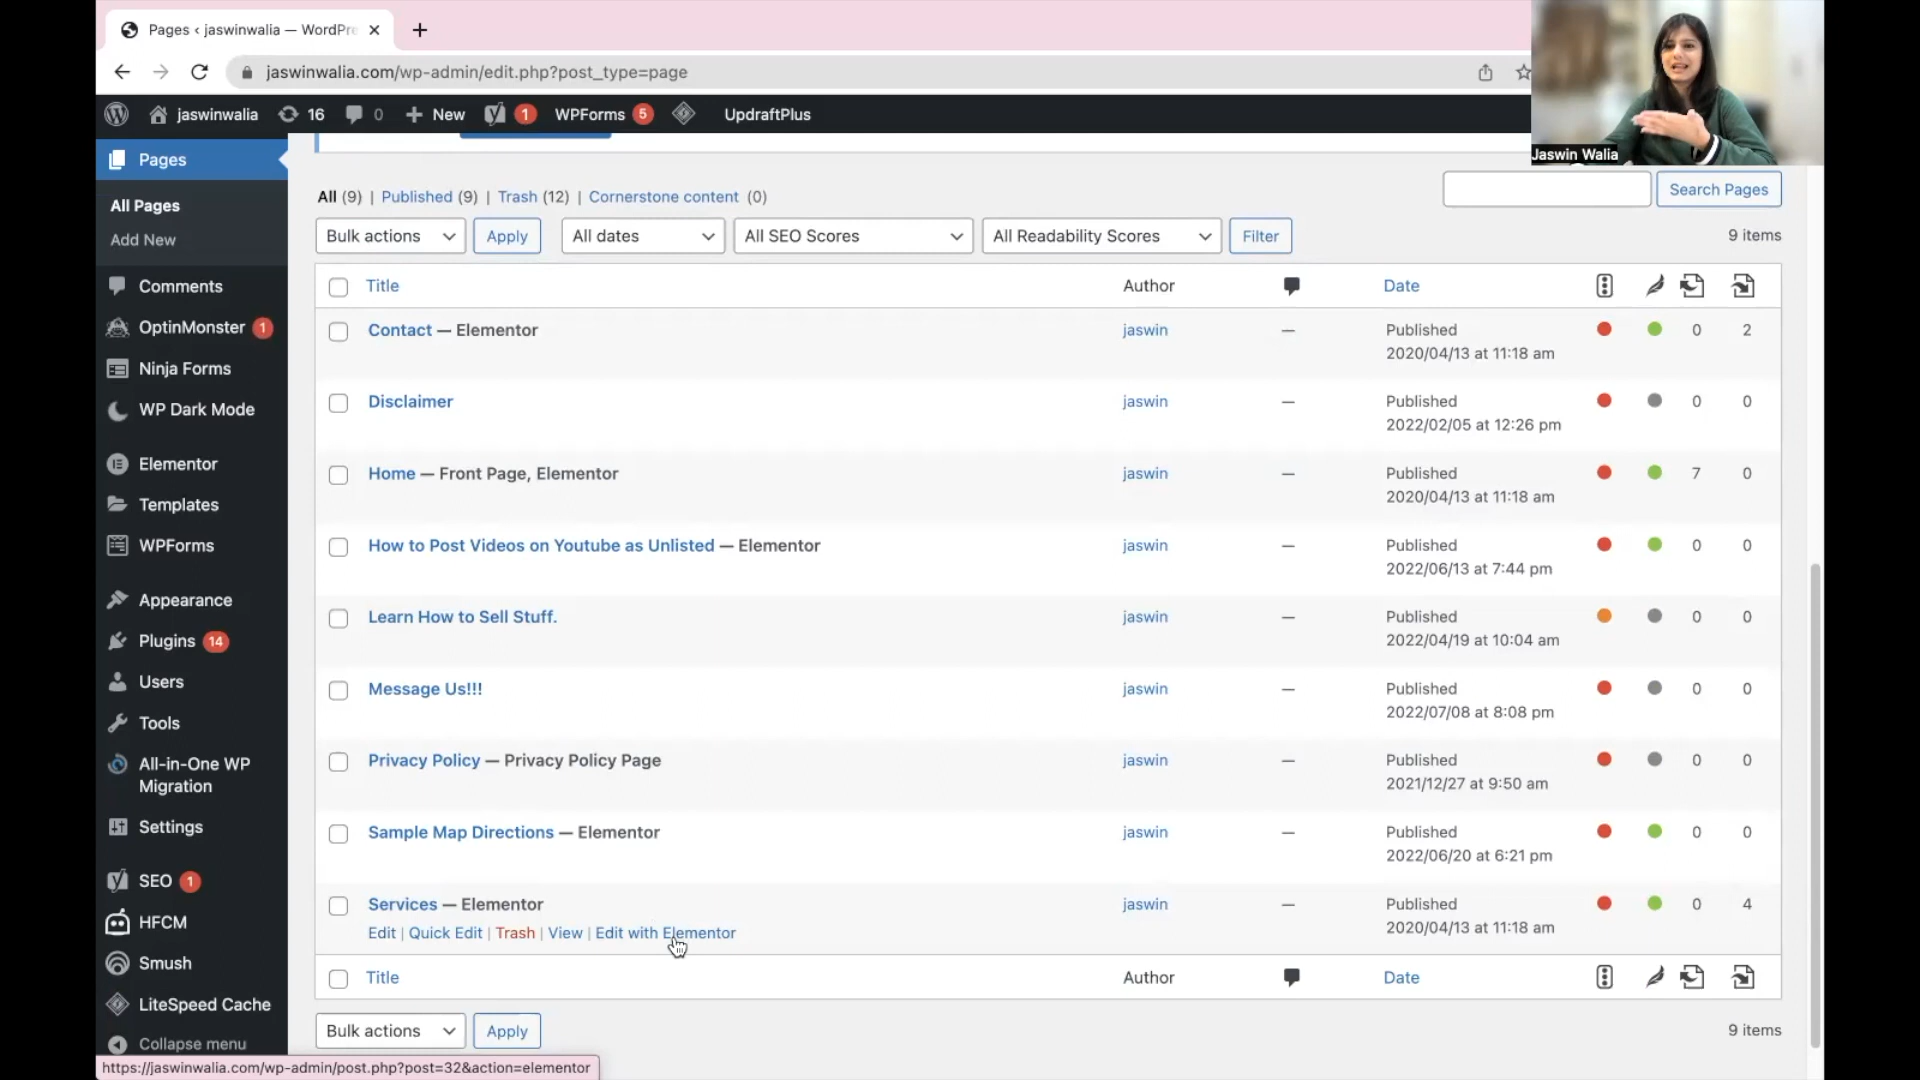 Pages ‹ jaswinwalia — WordPre
jaswinwalia.com/wp-admin/edit.php?post_type=page
jaswinwalia 16 0 New 1 WPForms 5 UpdraftPlus
Jaswin Walia
Pages
All Pages
Add New
Comments
OptinMonster 1
Ninja Forms
WP Dark Mode
Elementor
Templates
WPForms
Appearance
Plugins 14
Users
Tools
All-in-One WP
Migration
Settings
SEO 1
HFCM
Smush
LiteSpeed Cache
Collapse menu
All (9) | Published (9) | Trash (12) | Cornerstone content (0)
Search Pages
Bulk actions Apply All dates All SEO Scores All Readability Scores Filter 9 items
Title Author Date
Contact — Elementor jaswin — Published 0 2
2020/04/13 at 11:18 am
Disclaimer jaswin — Published 0 0
2022/02/05 at 12:26 pm
Home — Front Page, Elementor jaswin — Published 7 0
2020/04/13 at 11:18 am
How to Post Videos on Youtube as Unlisted — Elementor jaswin — Published 0 0
2022/06/13 at 7:44 pm
Learn How to Sell Stuff. jaswin — Published 0 0
2022/04/19 at 10:04 am
Message Us!!! jaswin — Published 0 0
2022/07/08 at 8:08 pm
Privacy Policy — Privacy Policy Page jaswin — Published 0 0
2021/12/27 at 9:50 am
Sample Map Directions — Elementor jaswin — Published 0 0
2022/06/20 at 6:21 pm
Services — Elementor jaswin — Published 0 4
Edit | Quick Edit | Trash | View | Edit with Elementor 2020/04/13 at 11:18 am
Title Author Date
Bulk actions Apply 9 items
https://jaswinwalia.com/wp-admin/post.php?post=32&action=elementor